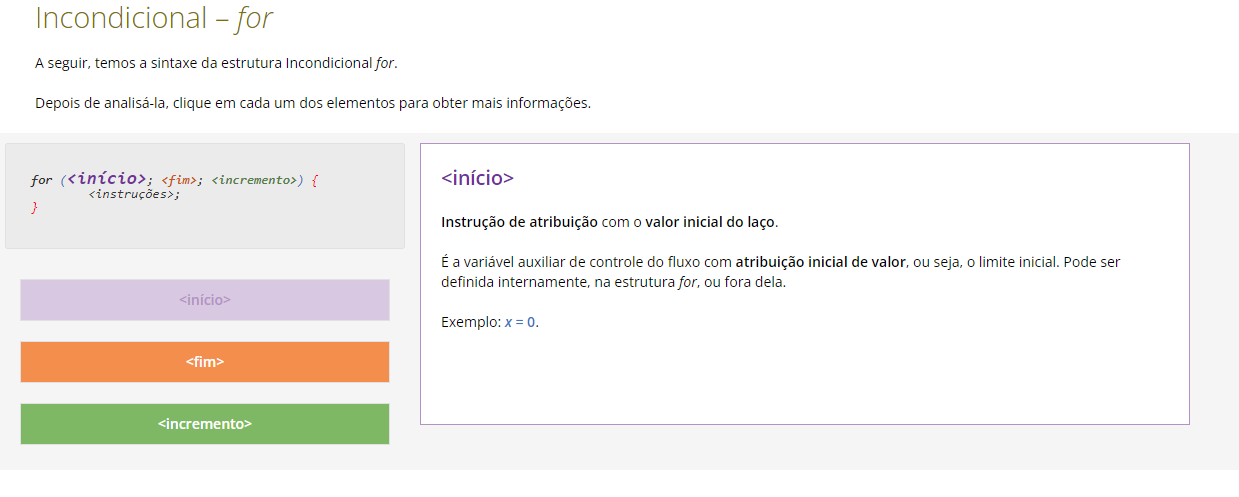 Incondicional – for
A seguir, temos a sintaxe da estrutura Incondicional for.
Depois de analisá-la, clique em cada um dos elementos para obter mais informações.
for (<início>; <fim>; <incremento>) {
<instruções>;
}
<início>
<fim>
<incremento>
<início>
Instrução de atribuição com o valor inicial do laço.
É a variável auxiliar de controle do fluxo com atribuição inicial de valor, ou seja, o limite inicial. Pode ser
definida internamente, na estrutura for, ou fora dela.
Exemplo: x = 0.